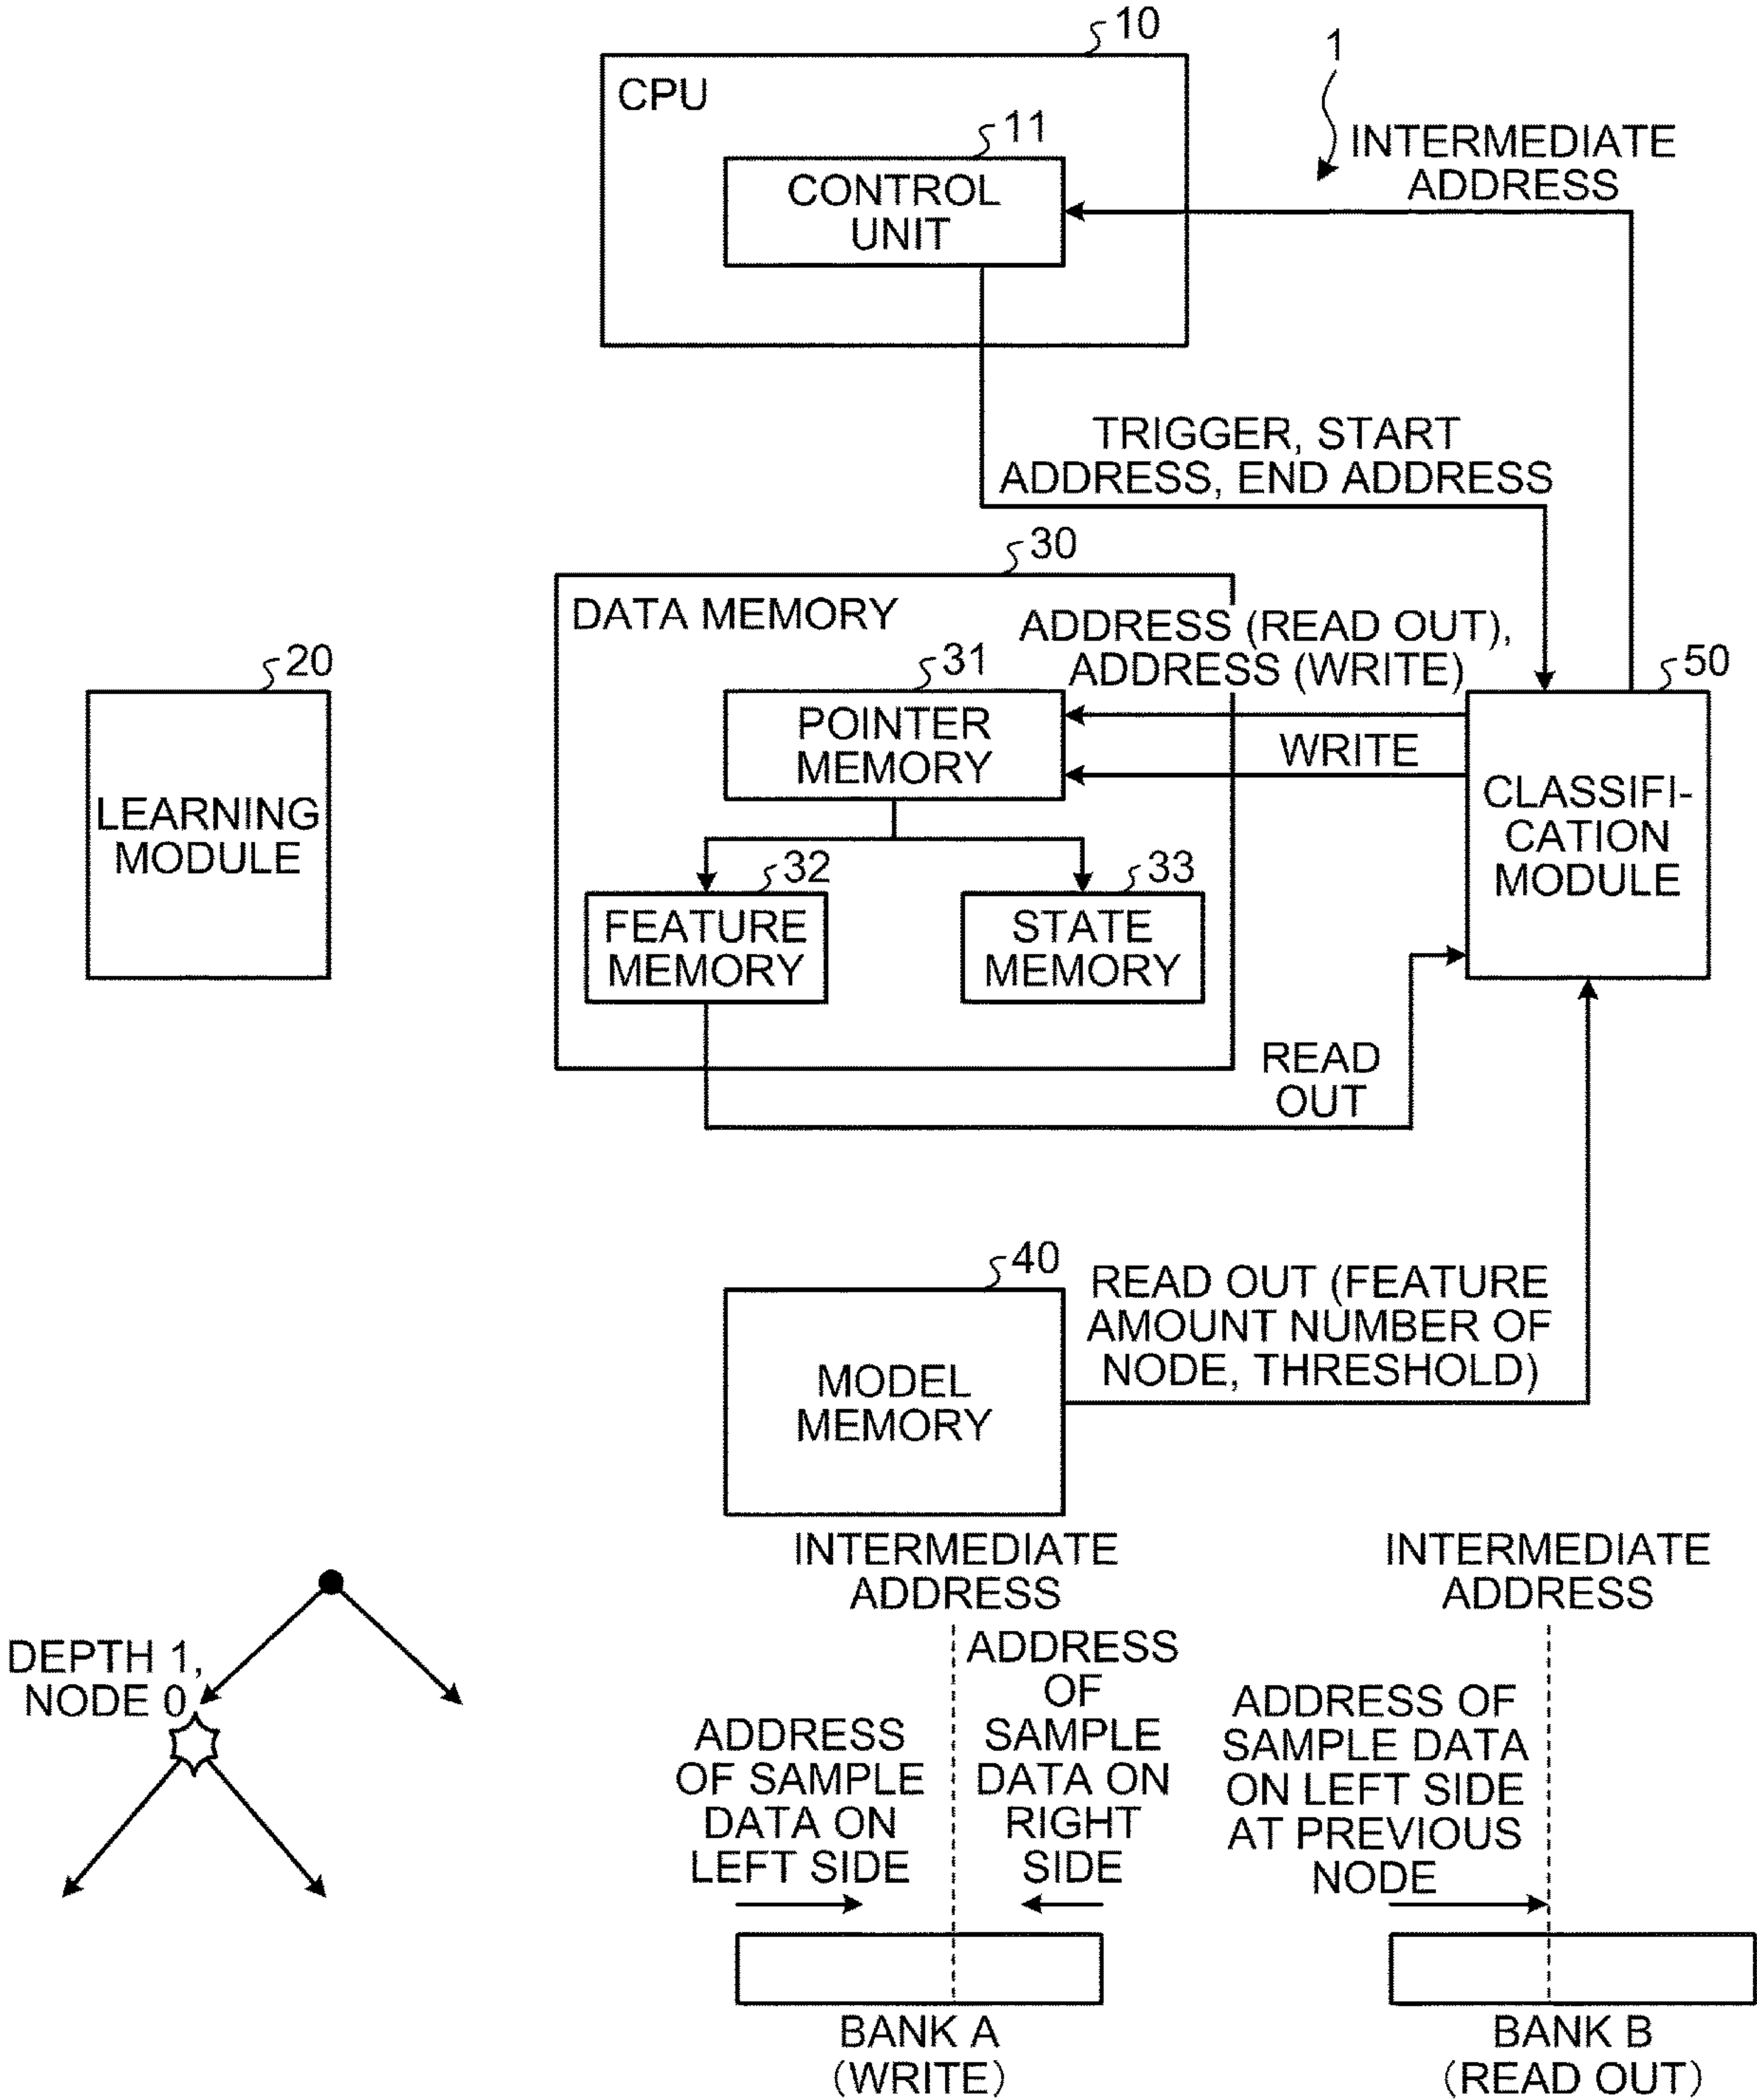 10
CPU
1
11
CONTROL
UNIT
INTERMEDIATE
ADDRESS
TRIGGER, START
ADDRESS, END ADDRESS
30
DATA MEMORY
ADDRESS (READ OUT),
ADDRESS (WRITE)
20
31
50
POINTER
MEMORY
WRITE
LEARNING
MODULE
CLASSIFI-
CATION
MODULE
32
33
FEATURE
MEMORY
STATE
MEMORY
READ
OUT
40
MODEL
MEMORY
READ OUT (FEATURE
AMOUNT NUMBER OF
NODE, THRESHOLD)
DEPTH 1,
NODE 0
INTERMEDIATE
ADDRESS
ADDRESS
OF SAMPLE
DATA ON
LEFT SIDE
ADDRESS
OF
SAMPLE
DATA ON
RIGHT
SIDE
BANK A
(WRITE)
INTERMEDIATE
ADDRESS
ADDRESS OF
SAMPLE DATA
ON LEFT SIDE
AT PREVIOUS
NODE
BANK B
(READ OUT)